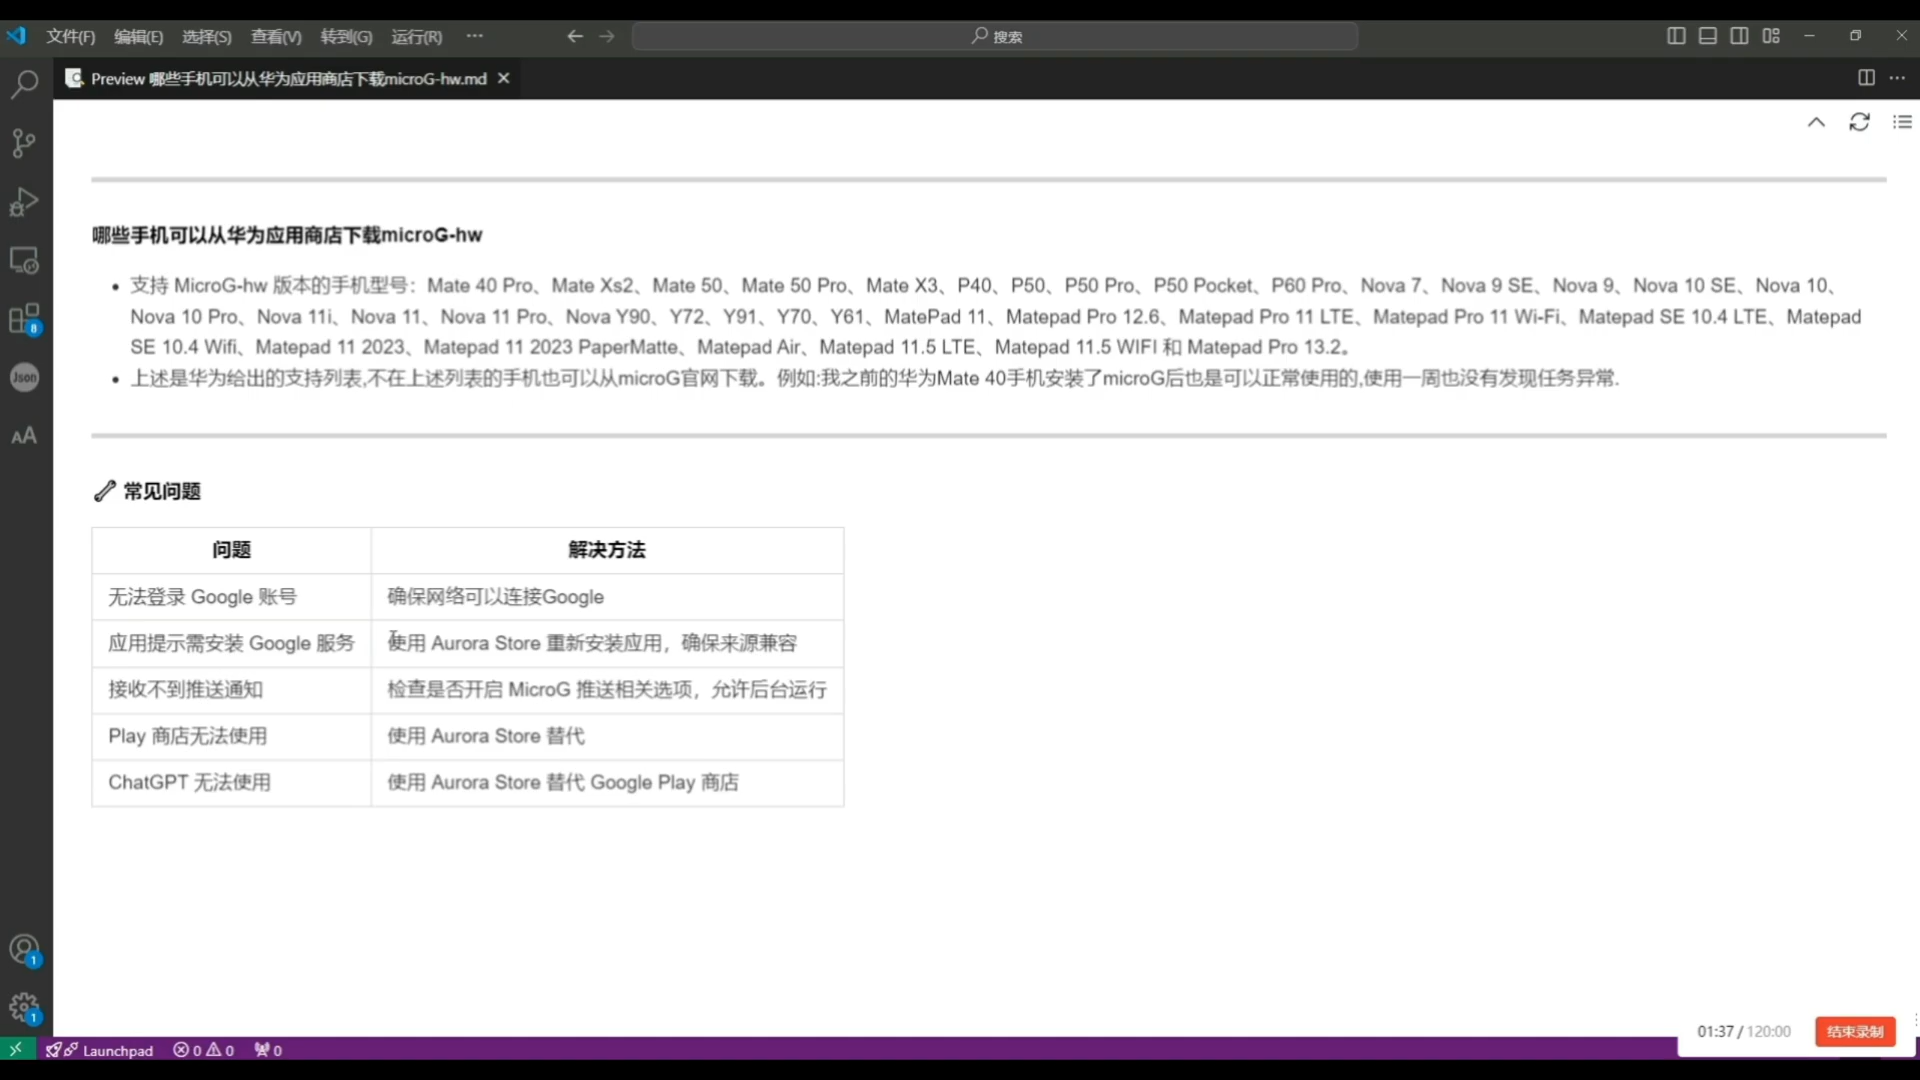 文件(F) 编辑(E) 选择(S) 查看(V) 转到(G) 运行(R) ··· 搜索
Preview 哪些手机可以从华为应用商店下载microG-hw.md
哪些手机可以从华为应用商店下载microG-hw
• 支持 MicroG-hw 版本的手机型号：Mate 40 Pro、Mate Xs2、Mate 50、Mate 50 Pro、Mate X3、P40、P50、P50 Pro、P50 Pocket、P60 Pro、Nova 7、Nova 9 SE、Nova 9、Nova 10 SE、Nova 10、
Nova 10 Pro、Nova 11i、Nova 11、Nova 11 Pro、Nova Y90、Y72、Y91、Y70、Y61、MatePad 11、Matepad Pro 12.6、Matepad Pro 11 LTE、Matepad Pro 11 Wi-Fi、Matepad SE 10.4 LTE、Matepad
SE 10.4 Wifi、Matepad 11 2023、Matepad 11 2023 PaperMatte、Matepad Air、Matepad 11.5 LTE、Matepad 11.5 WIFI 和 Matepad Pro 13.2。
• 上述是华为给出的支持列表,不在上述列表的手机也可以从microG官网下载。例如:我之前的华为Mate 40手机安装了microG后也是可以正常使用的,使用一周也没有发现任务异常.
常见问题
问题 解决方法
无法登录 Google 账号 确保网络可以连接Google
应用提示需安装 Google 服务 使用 Aurora Store 重新安装应用，确保来源兼容
接收不到推送通知 检查是否开启 MicroG 推送相关选项，允许后台运行
Play 商店无法使用 使用 Aurora Store 替代
ChatGPT 无法使用 使用 Aurora Store 替代 Google Play 商店
8
Json
AA
1
1
01:37 / 120:00 结束录制
Launchpad 0 0 0